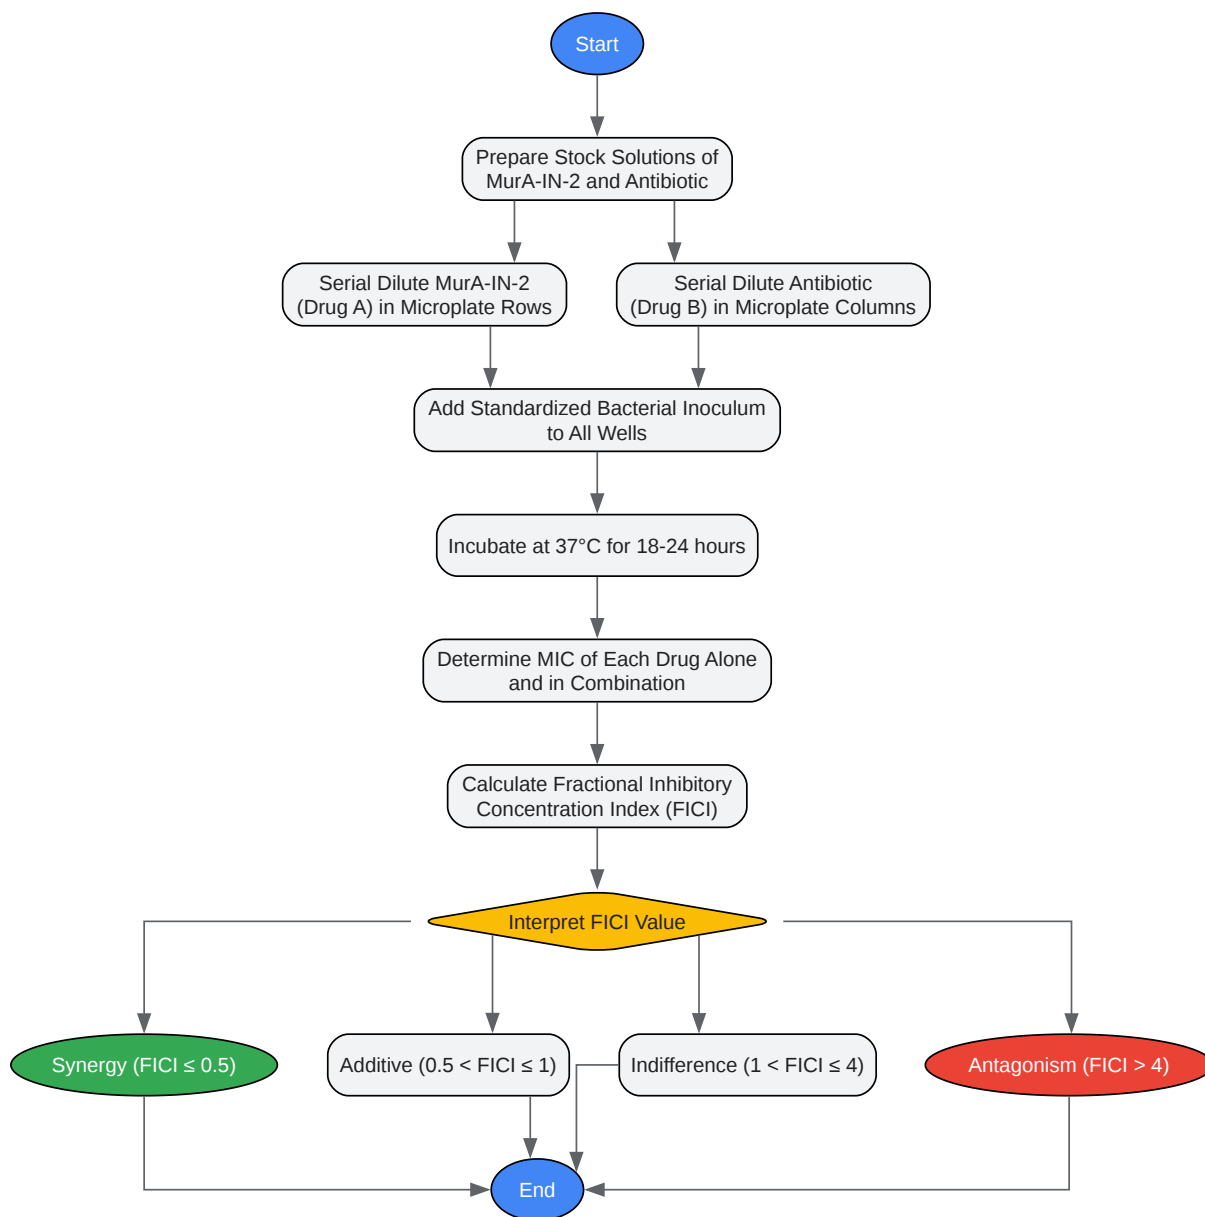 Start
Prepare Stock Solutions of
MurA-IN-2 and Antibiotic
Serial Dilute MurA-IN-2
(Drug A) in Microplate Rows
Serial Dilute Antibiotic
(Drug B) in Microplate Columns
Add Standardized Bacterial Inoculum
to All Wells
Incubate at 37°C for 18-24 hours
Determine MIC of Each Drug Alone
and in Combination
Calculate Fractional Inhibitory
Concentration Index (FICI)
Interpret FICI Value
Synergy (FICI ≤ 0.5)
Additive (0.5 < FICI ≤ 1)
Indifference (1 < FICI ≤ 4)
Antagonism (FICI > 4)
End